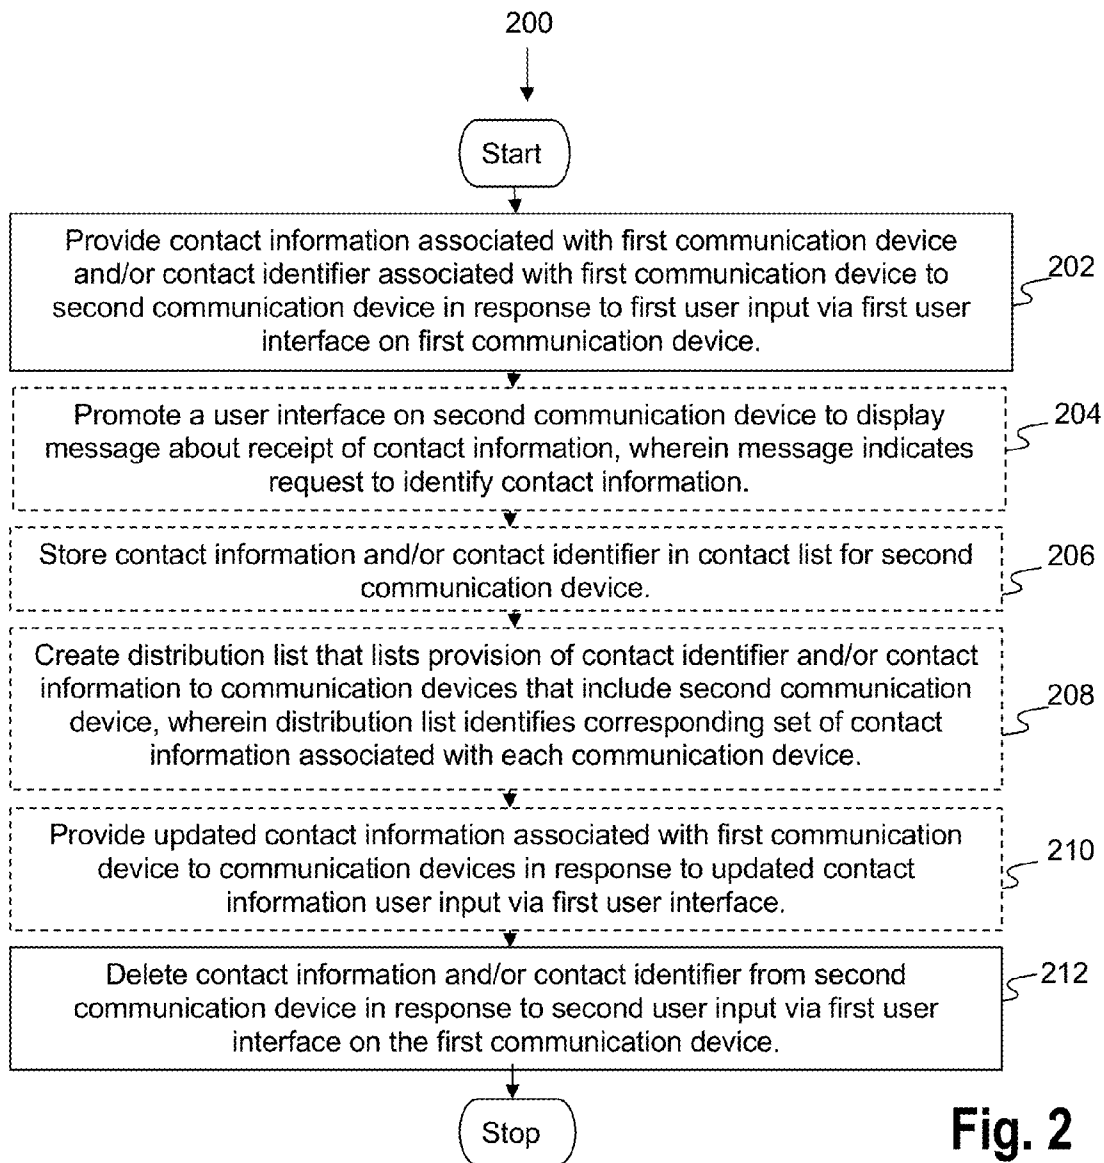 200
Start
Provide contact information associated with first communication device
and/or contact identifier associated with first communication device to
second communication device in response to first user input via first user
interface on first communication device.
202
Promote a user interface on second communication device to display
message about receipt of contact information, wherein message indicates
request to identify contact information.
204
Store contact information and/or contact identifier in contact list for second
communication device.
206
Create distribution list that lists provision of contact identifier and/or contact
information to communication devices that include second communication
device, wherein distribution list identifies corresponding set of contact
information associated with each communication device.
208
Provide updated contact information associated with first communication
device to communication devices in response to updated contact
information user input via first user interface.
210
Delete contact information and/or contact identifier from second
communication device in response to second user input via first user
interface on the first communication device.
212
Stop
Fig. 2